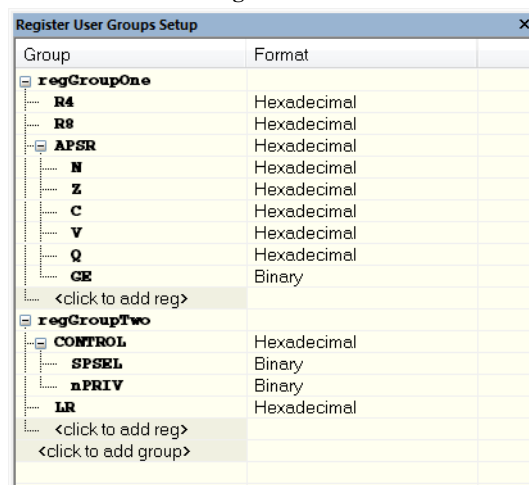 Register User Groups Setup
Group Format
regGroupOne
R4 Hexadecimal
R8 Hexadecimal
APSR Hexadecimal
N Hexadecimal
Z Hexadecimal
C Hexadecimal
V Hexadecimal
Q Hexadecimal
GE Binary
<click to add reg>
regGroupTwo
CONTROL Hexadecimal
SPSEL Binary
nPRIV Binary
LR Hexadecimal
<click to add reg>
<click to add group>